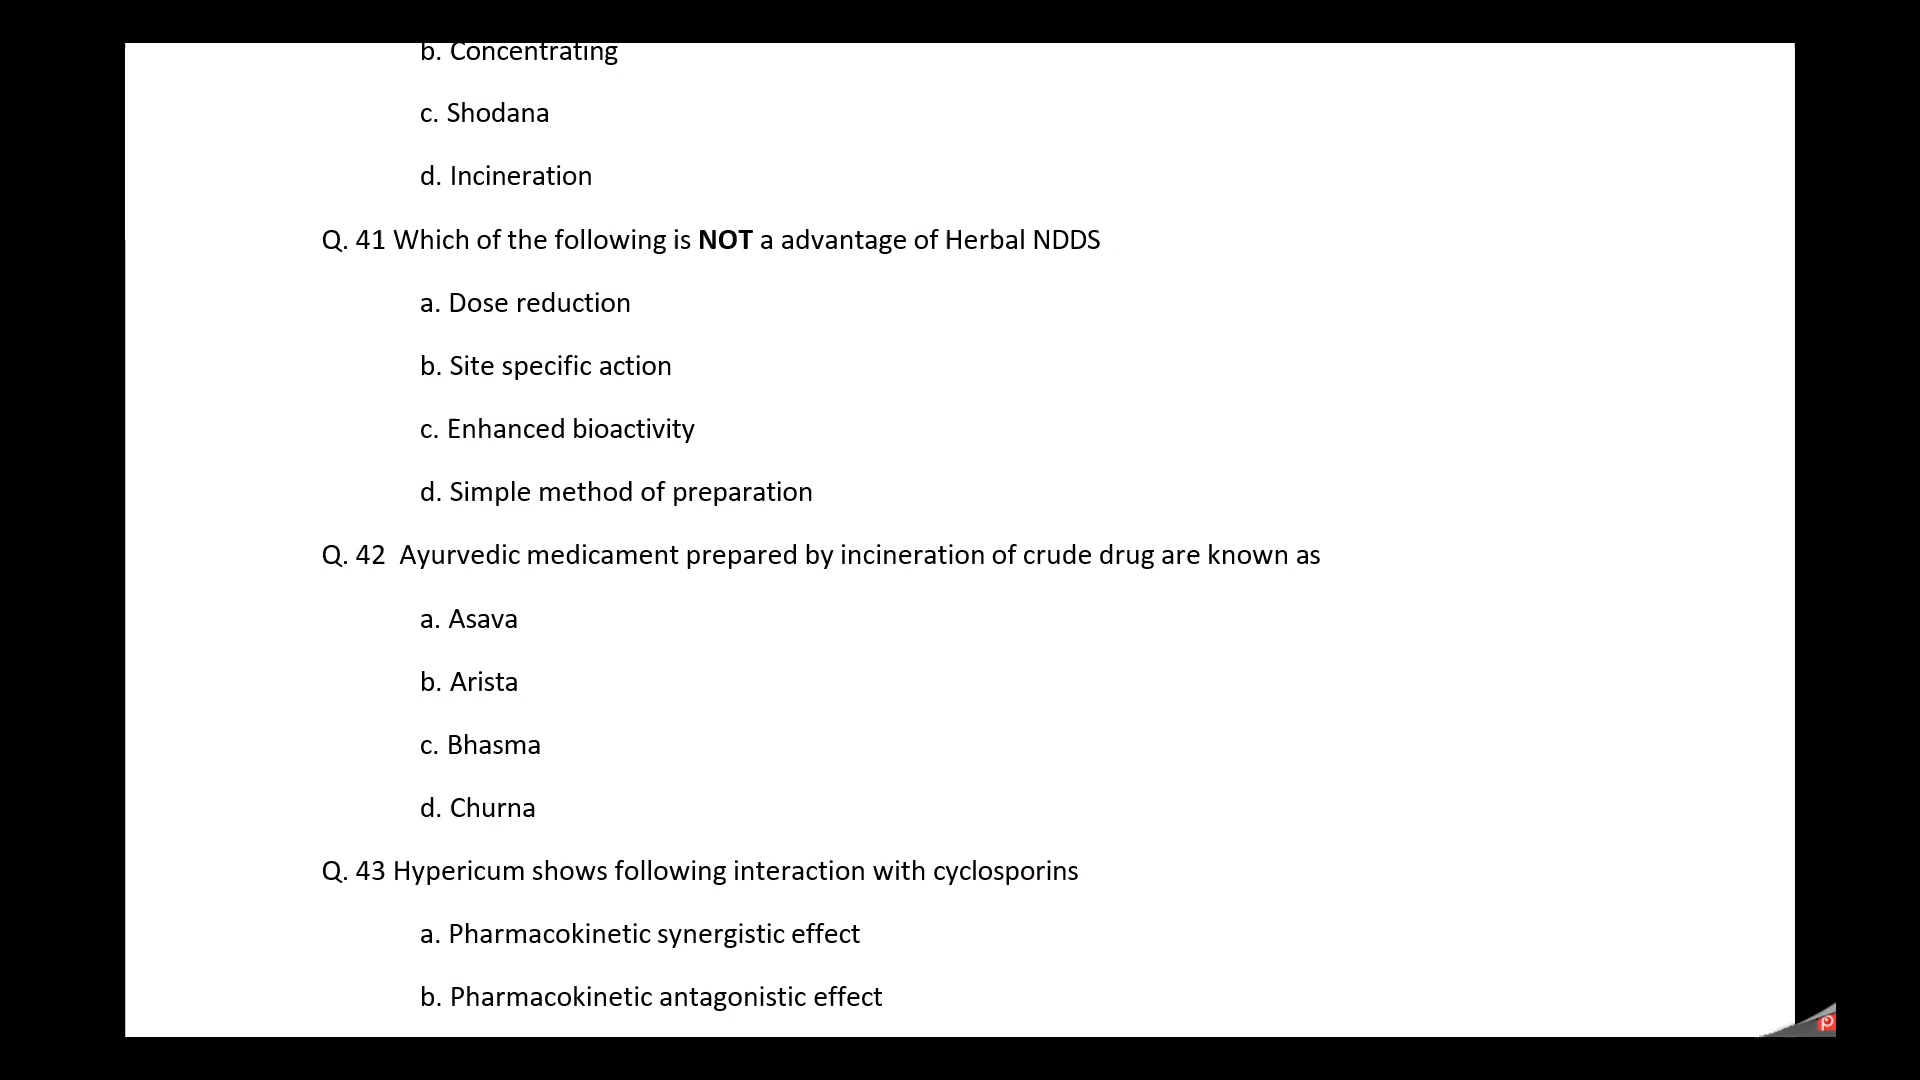 b. Concentrating
c. Shodana
d. Incineration
Q. 41 Which of the following is NOT a advantage of Herbal NDDS
a. Dose reduction
b. Site specific action
c. Enhanced bioactivity
d. Simple method of preparation
Q. 42  Ayurvedic medicament prepared by incineration of crude drug are known as
a. Asava
b. Arista
c. Bhasma
d. Churna
Q. 43 Hypericum shows following interaction with cyclosporins
a. Pharmacokinetic synergistic effect
b. Pharmacokinetic antagonistic effect